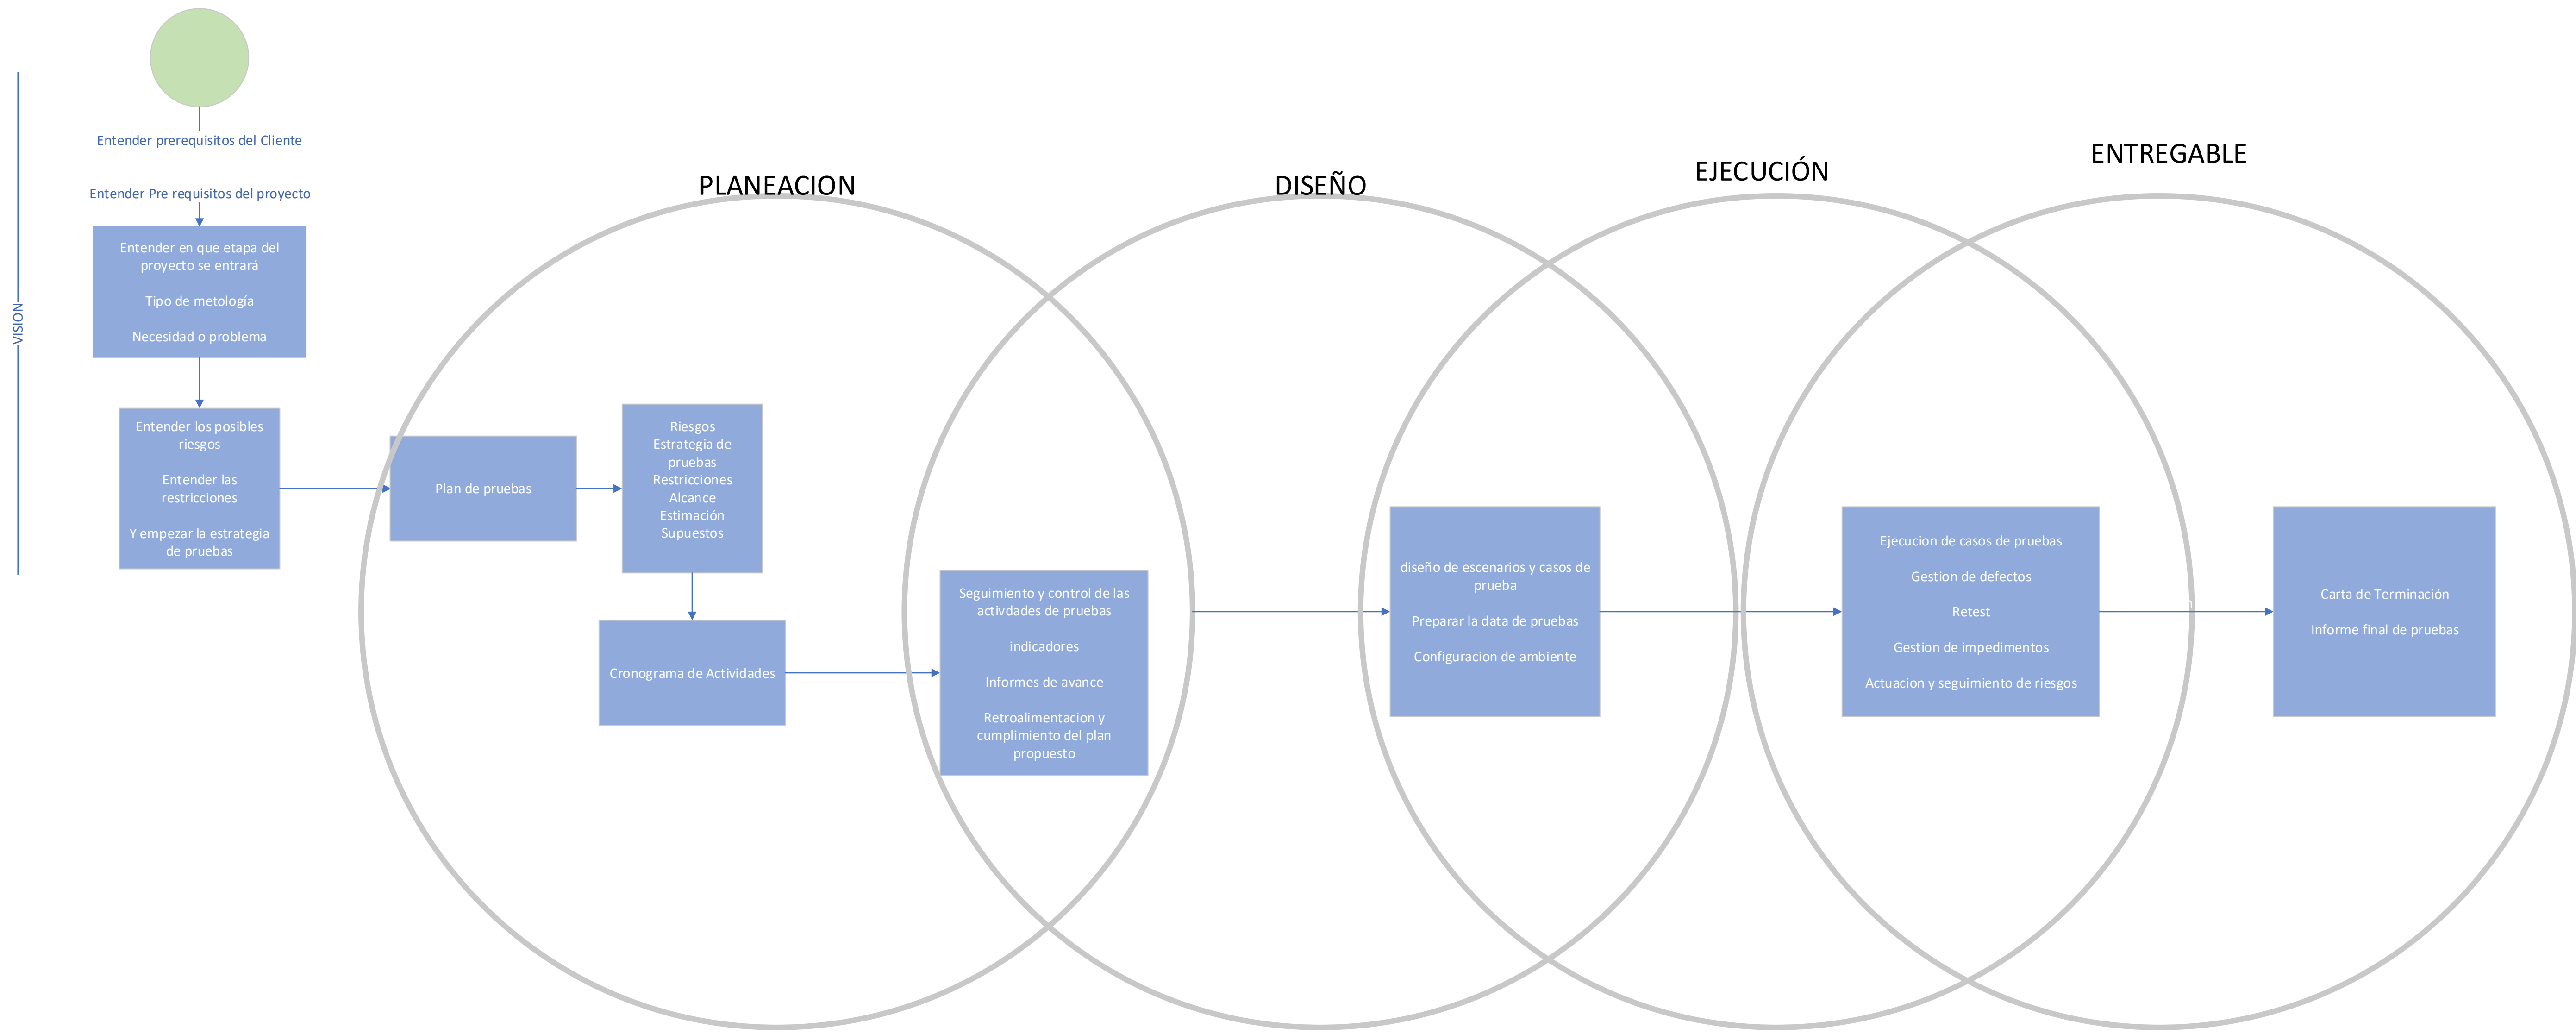 VISION
Entender prerequisitos del Cliente
Entender Pre requisitos del proyecto
Entender en que etapa del
proyecto se entrará
Tipo de metología
Necesidad o problema
Entender los posibles
riesgos
Entender las
restricciones
Y empezar la estrategia
de pruebas
PLANEACION
Plan de pruebas
Riesgos
Estrategia de
pruebas
Restricciones
Alcance
Estimación
Supuestos
Cronograma de Actividades
Seguimiento y control de las
activdades de pruebas
indicadores
Informes de avance
Retroalimentacion y
cumplimiento del plan
propuesto
DISEÑO
diseño de escenarios y casos de
prueba
Preparar la data de pruebas
Configuracion de ambiente
EJECUCIÓN
Ejecucion de casos de pruebas
Gestion de defectos
Retest
Gestion de impedimentos
Actuacion y seguimiento de riesgos
ENTREGABLE
Carta de Terminación
Informe final de pruebas